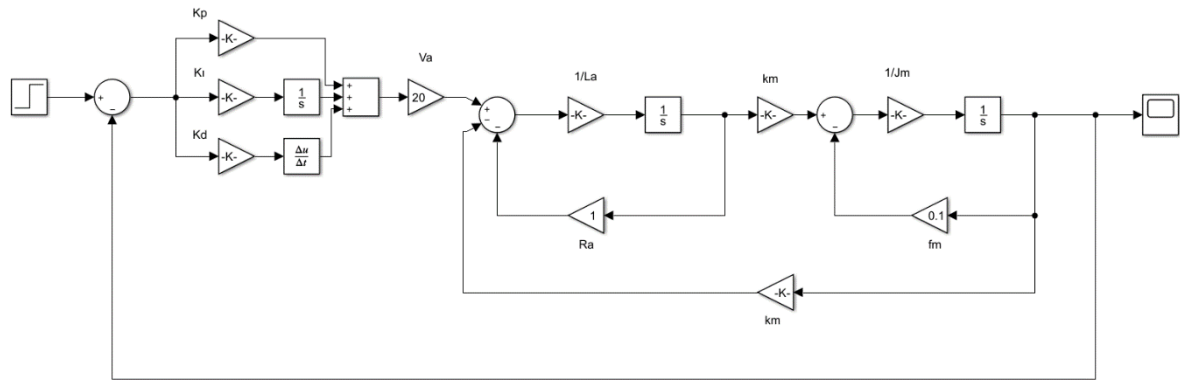 Kp
-K-
Kı
-K-
1
s
Kd
-K-
Δu
Δt
+
−
+
+
+
Va
20
+
−
−
1/La
-K-
1
s
km
-K-
+
−
1/Jm
-K-
1
s
1
Ra
0.1
fm
-K-
km